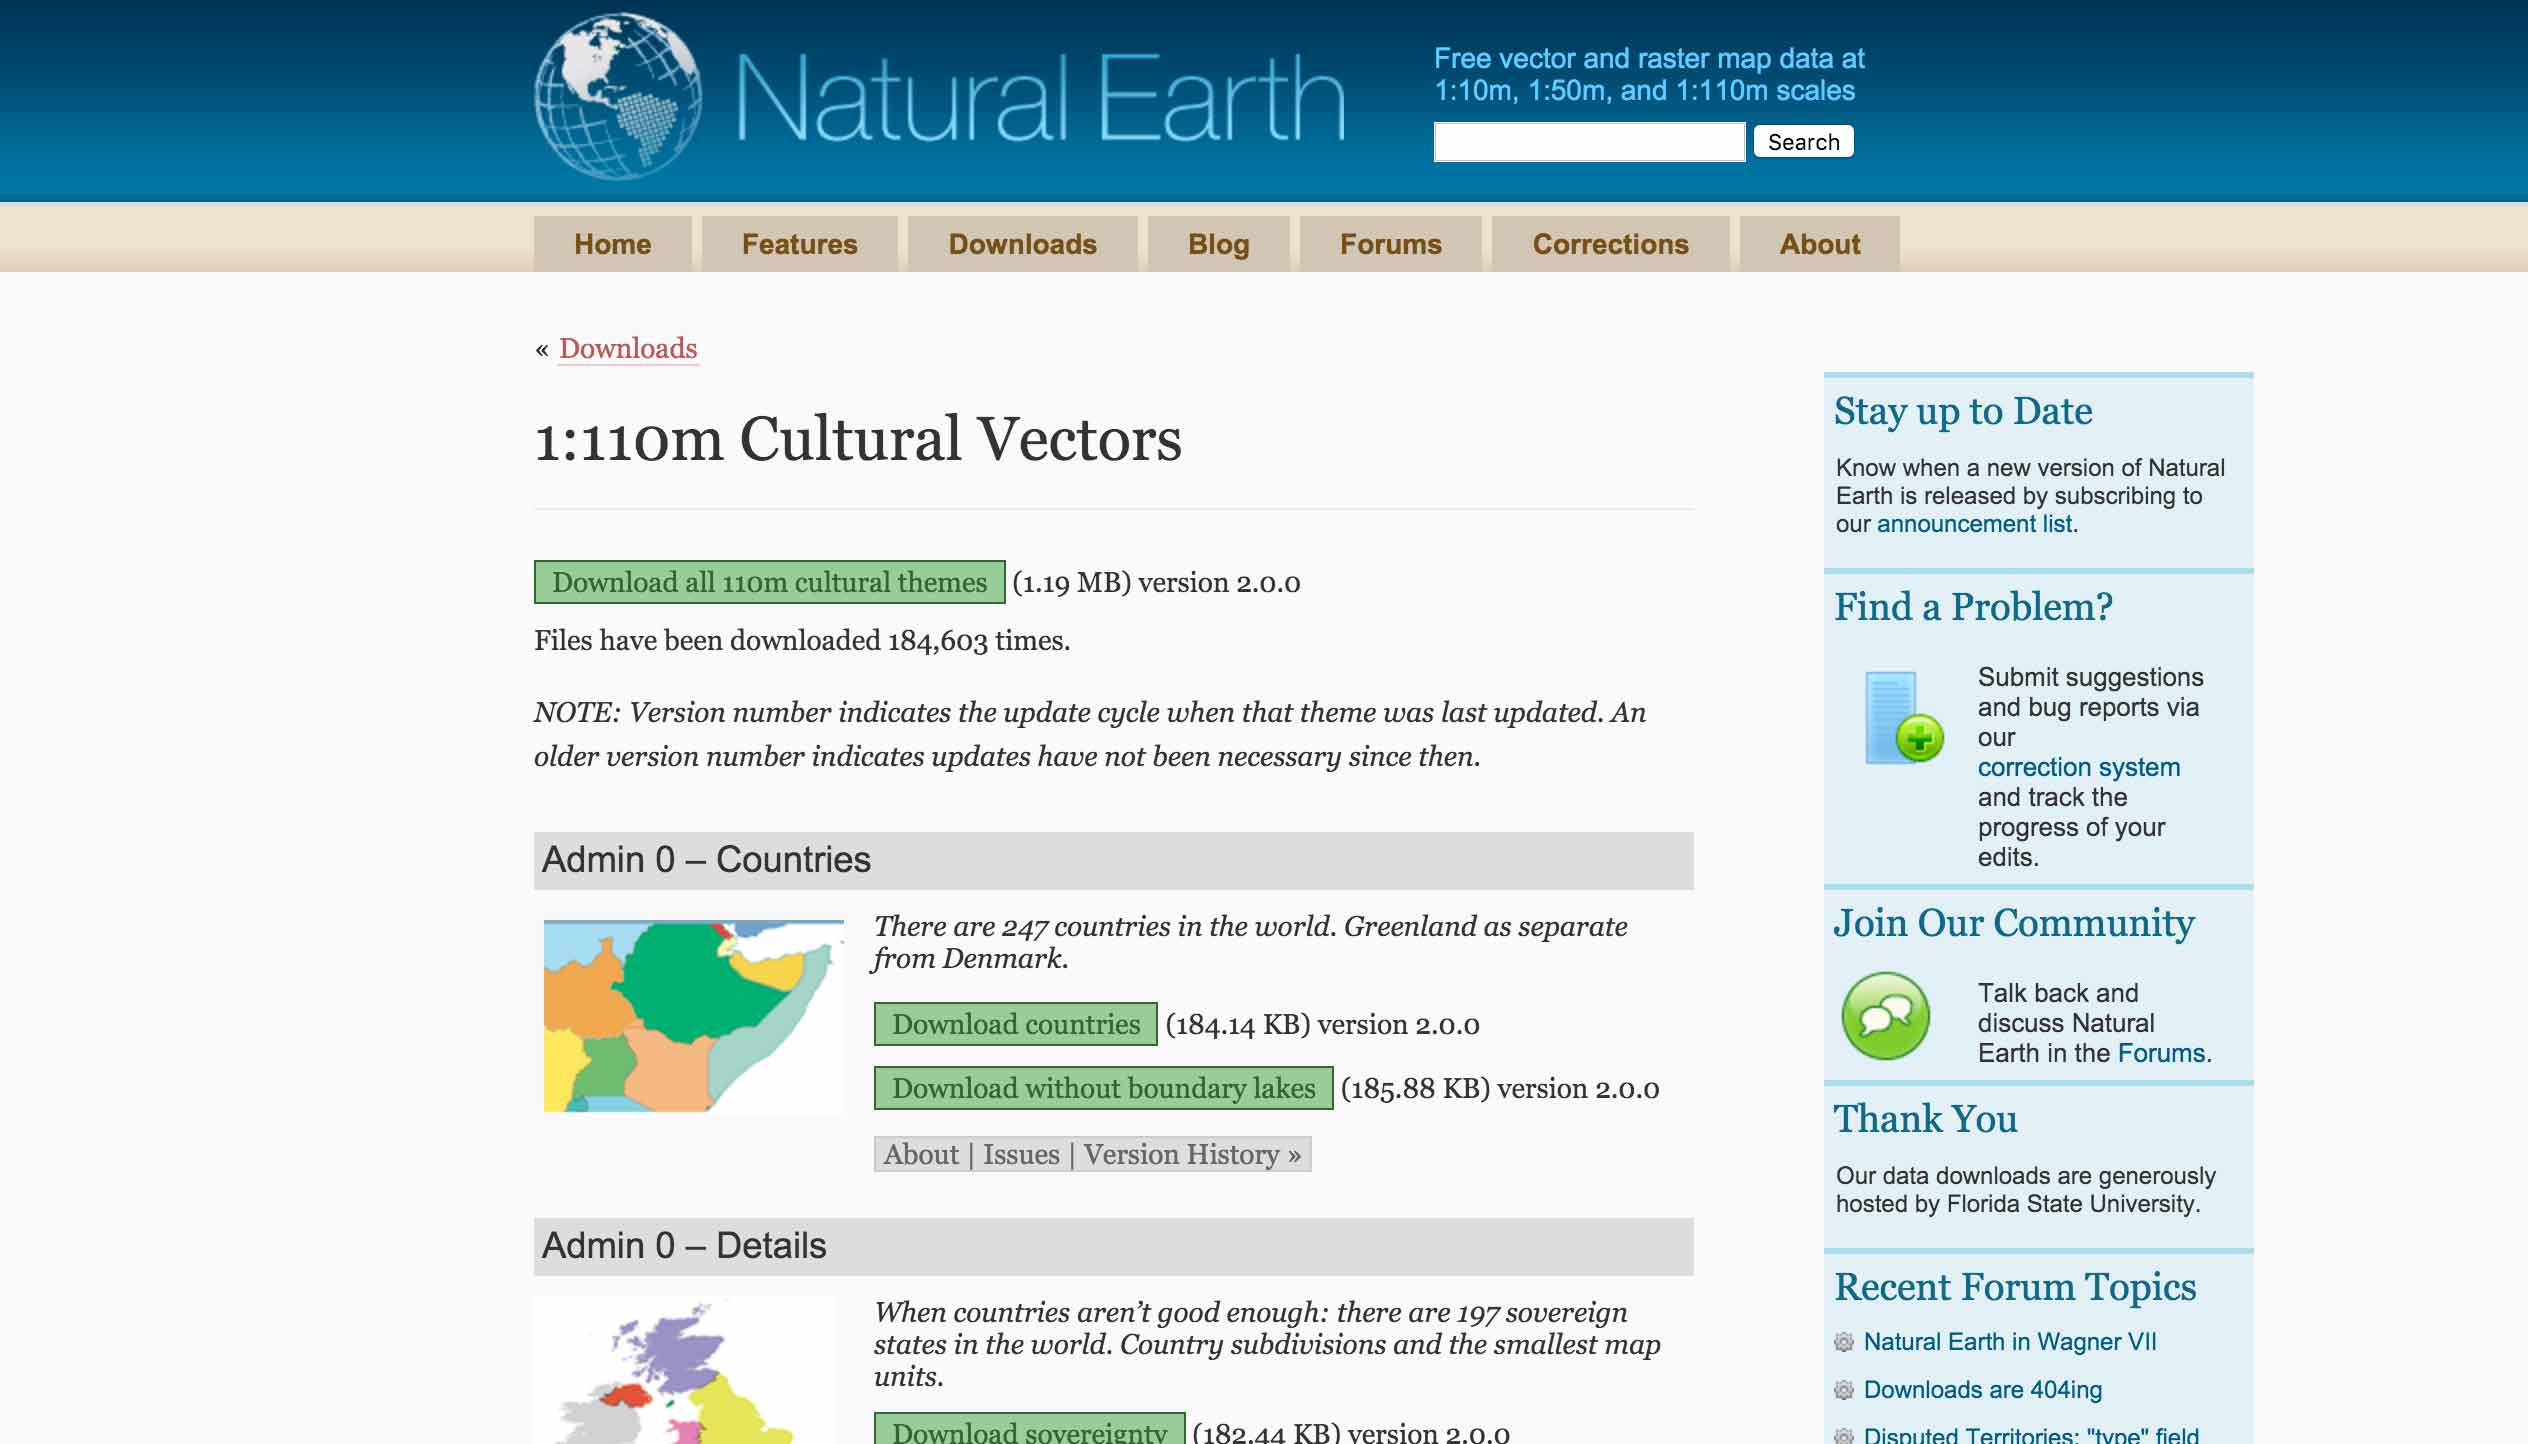 Natural Earth
Free vector and raster map data at
1:10m, 1:50m, and 1:110m scales
Search
Home
Features
Downloads
Blog
Forums
Corrections
About
« Downloads
1:110m Cultural Vectors
Download all 110m cultural themes (1.19 MB) version 2.0.0
Files have been downloaded 184,603 times.
NOTE: Version number indicates the update cycle when that theme was last updated. An
older version number indicates updates have not been necessary since then.
Admin 0 – Countries
There are 247 countries in the world. Greenland as separate
from Denmark.
Download countries (184.14 KB) version 2.0.0
Download without boundary lakes (185.88 KB) version 2.0.0
About | Issues | Version History »
Admin 0 – Details
When countries aren’t good enough: there are 197 sovereign
states in the world. Country subdivisions and the smallest map
units.
Download sovereignty (182.44 KB) version 2.0.0
Stay up to Date
Know when a new version of Natural
Earth is released by subscribing to
our announcement list.
Find a Problem?
Submit suggestions
and bug reports via
our
correction system
and track the
progress of your
edits.
Join Our Community
Talk back and
discuss Natural
Earth in the Forums.
Thank You
Our data downloads are generously
hosted by Florida State University.
Recent Forum Topics
Natural Earth in Wagner VII
Downloads are 404ing
Disputed Territories: "type" field